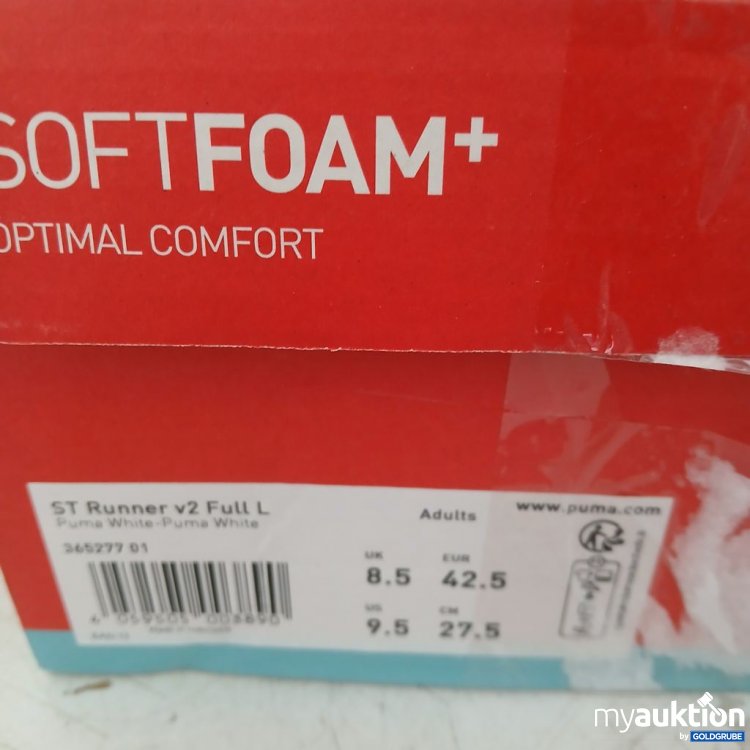 SOFTFOAM+
OPTIMAL COMFORT
ST Runner v2 Full L
Puma White-Puma White
365277 01
Adults
www.puma.com
UK
8.5
EUR
42.5
US
9.5
CM
27.5
myauktion
by GOLDGRUBE